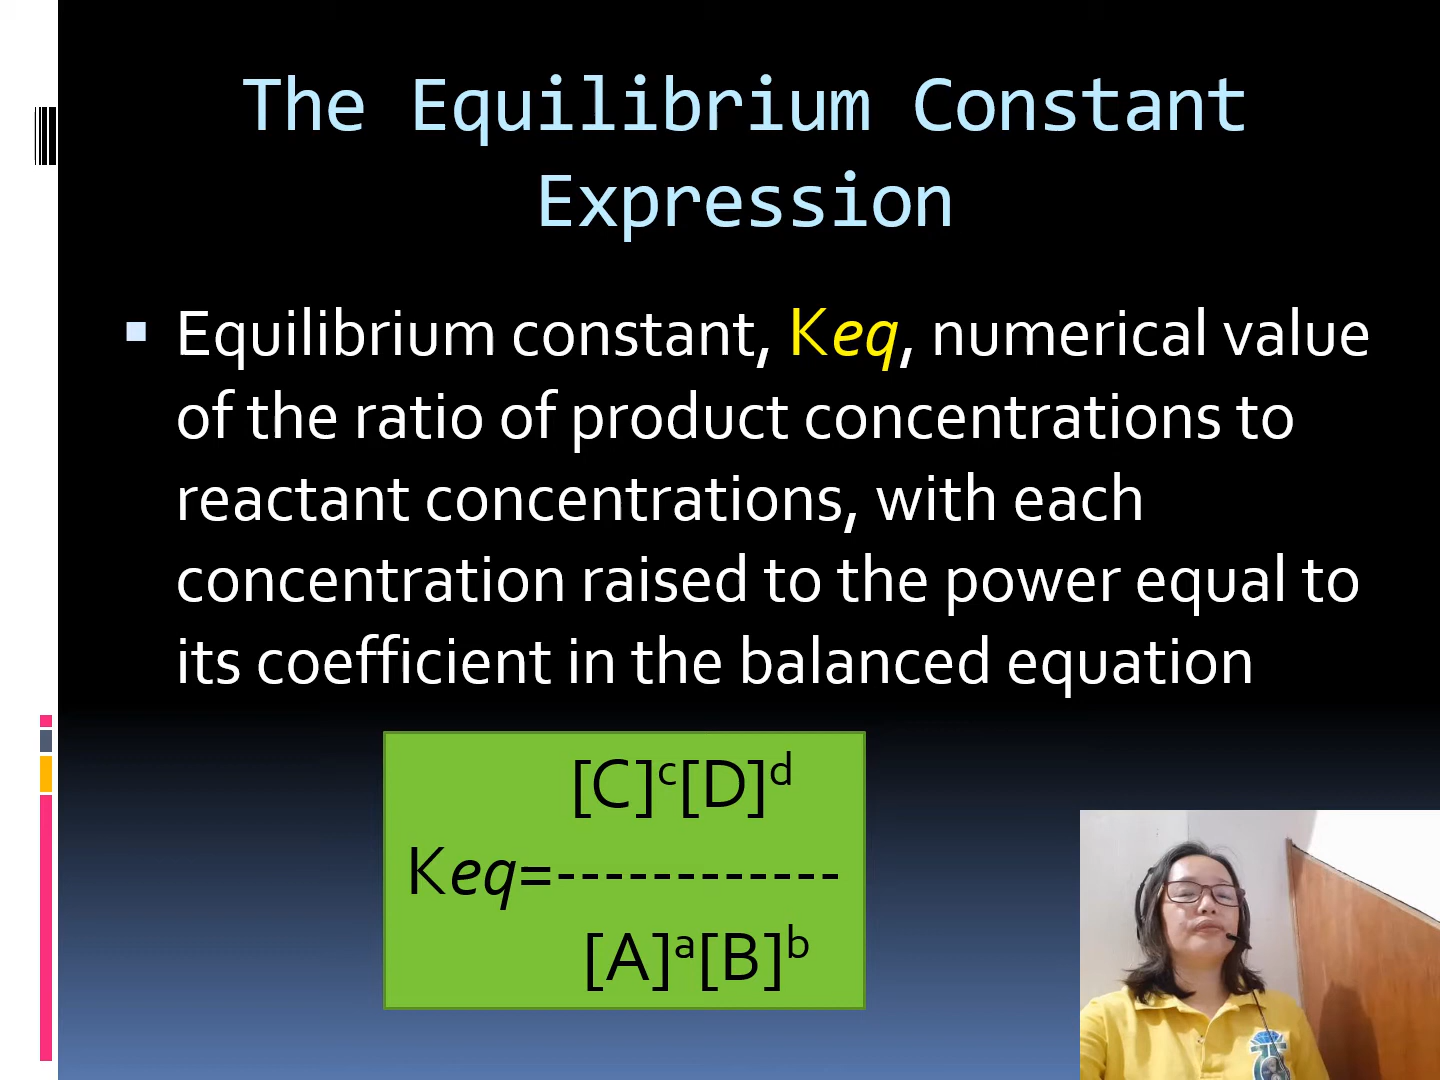 The Equilibrium Constant
Expression
Equilibrium constant, Keq, numerical value
of the ratio of product concentrations to
reactant concentrations, with each
concentration raised to the power equal to
its coefficient in the balanced equation
[C]ᶜ[D]ᵈ
Keq=------------
[A]ᵃ[B]ᵇ